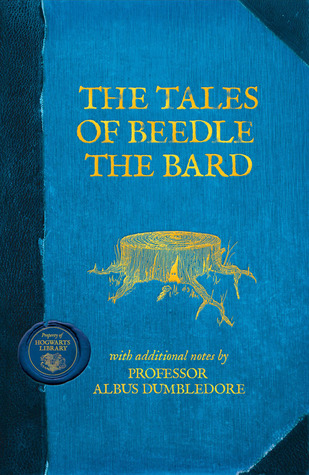 THE TALES
OF BEEDLE
THE BARD
Property of
HOGWARTS
LIBRARY
with additional notes by
PROFESSOR
ALBUS DUMBLEDORE